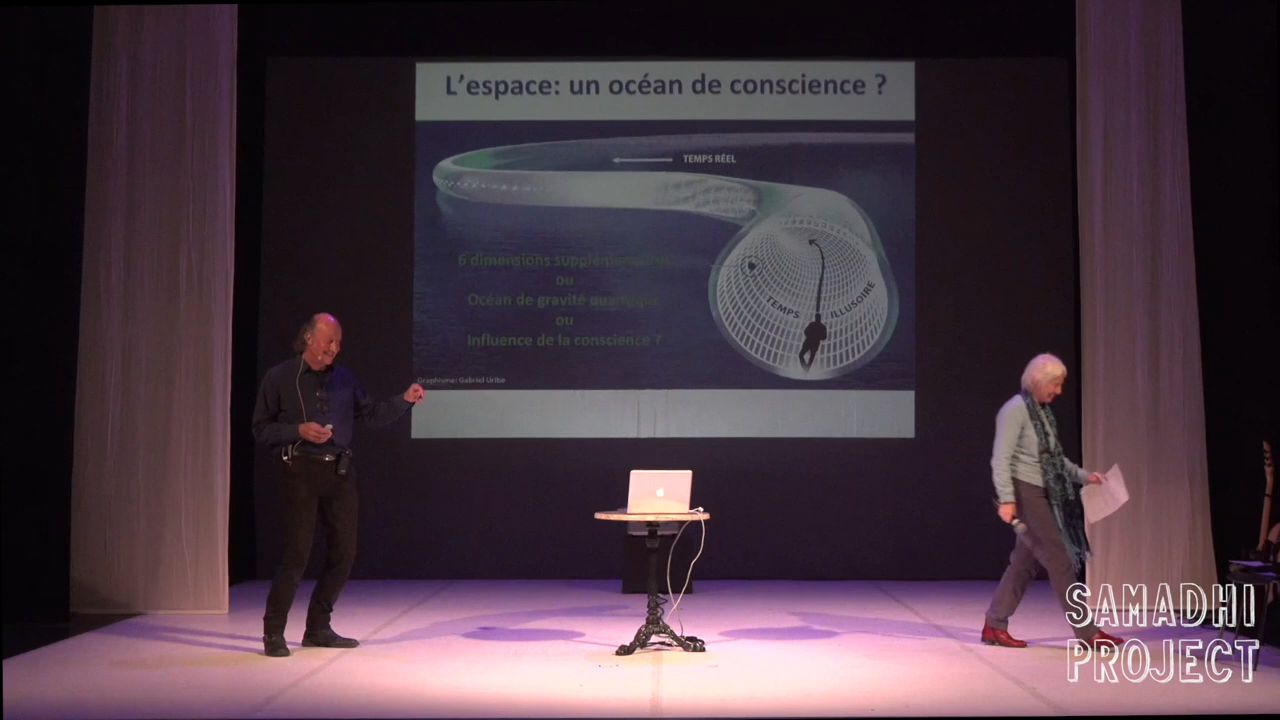 L'espace: un océan de conscience ?
TEMPS RÉEL
6 dimensions supplémentaires
ou
Océan de gravité quantique
ou
Influence de la conscience ?
TEMPS ILLUSOIRE
Graphisme: Gabriel Uribe
SAMADHI
PROJECT